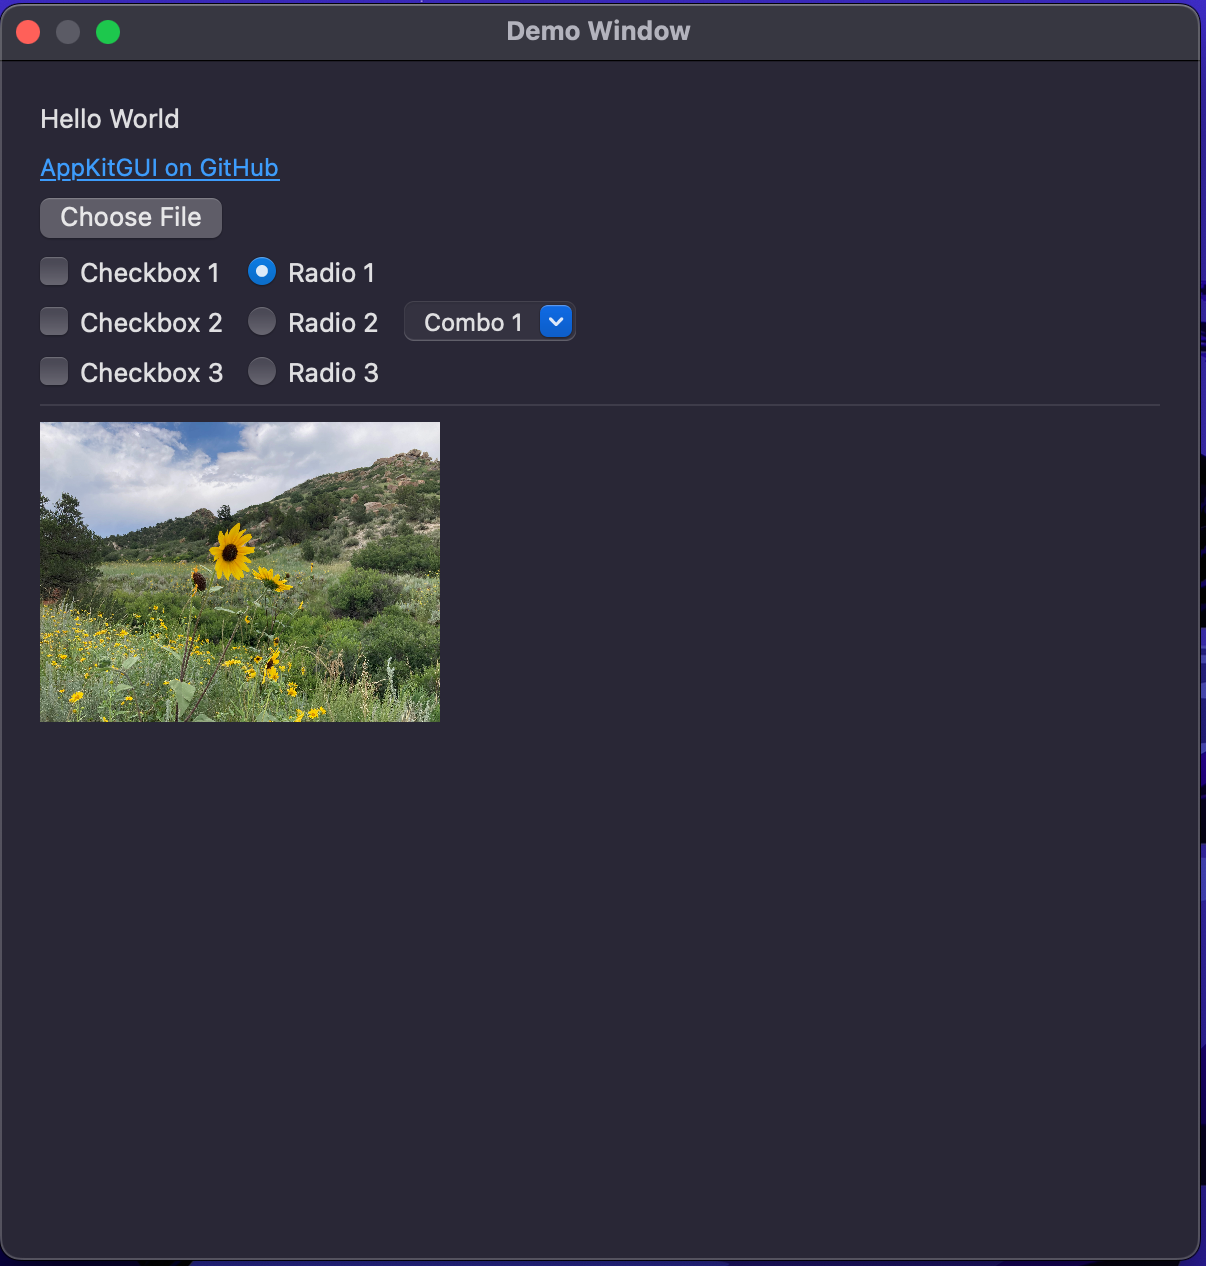 Demo Window
Hello World
AppKitGUI on GitHub
Choose File
Checkbox 1 Radio 1
Checkbox 2 Radio 2 Combo 1
Checkbox 3 Radio 3